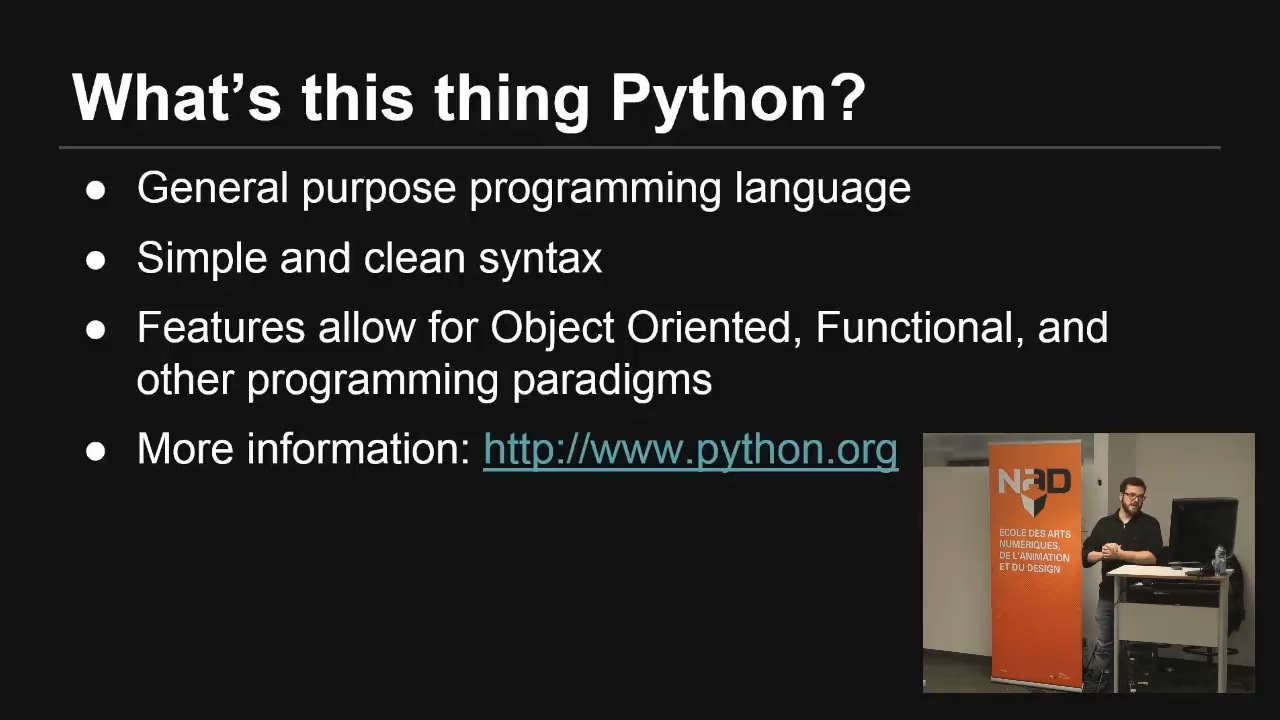 What's this thing Python?
● General purpose programming language
● Simple and clean syntax
● Features allow for Object Oriented, Functional, and
other programming paradigms
● More information: http://www.python.org
NAD
ÉCOLE DES ARTS
NUMÉRIQUES,
DE L'ANIMATION
ET DU DESIGN